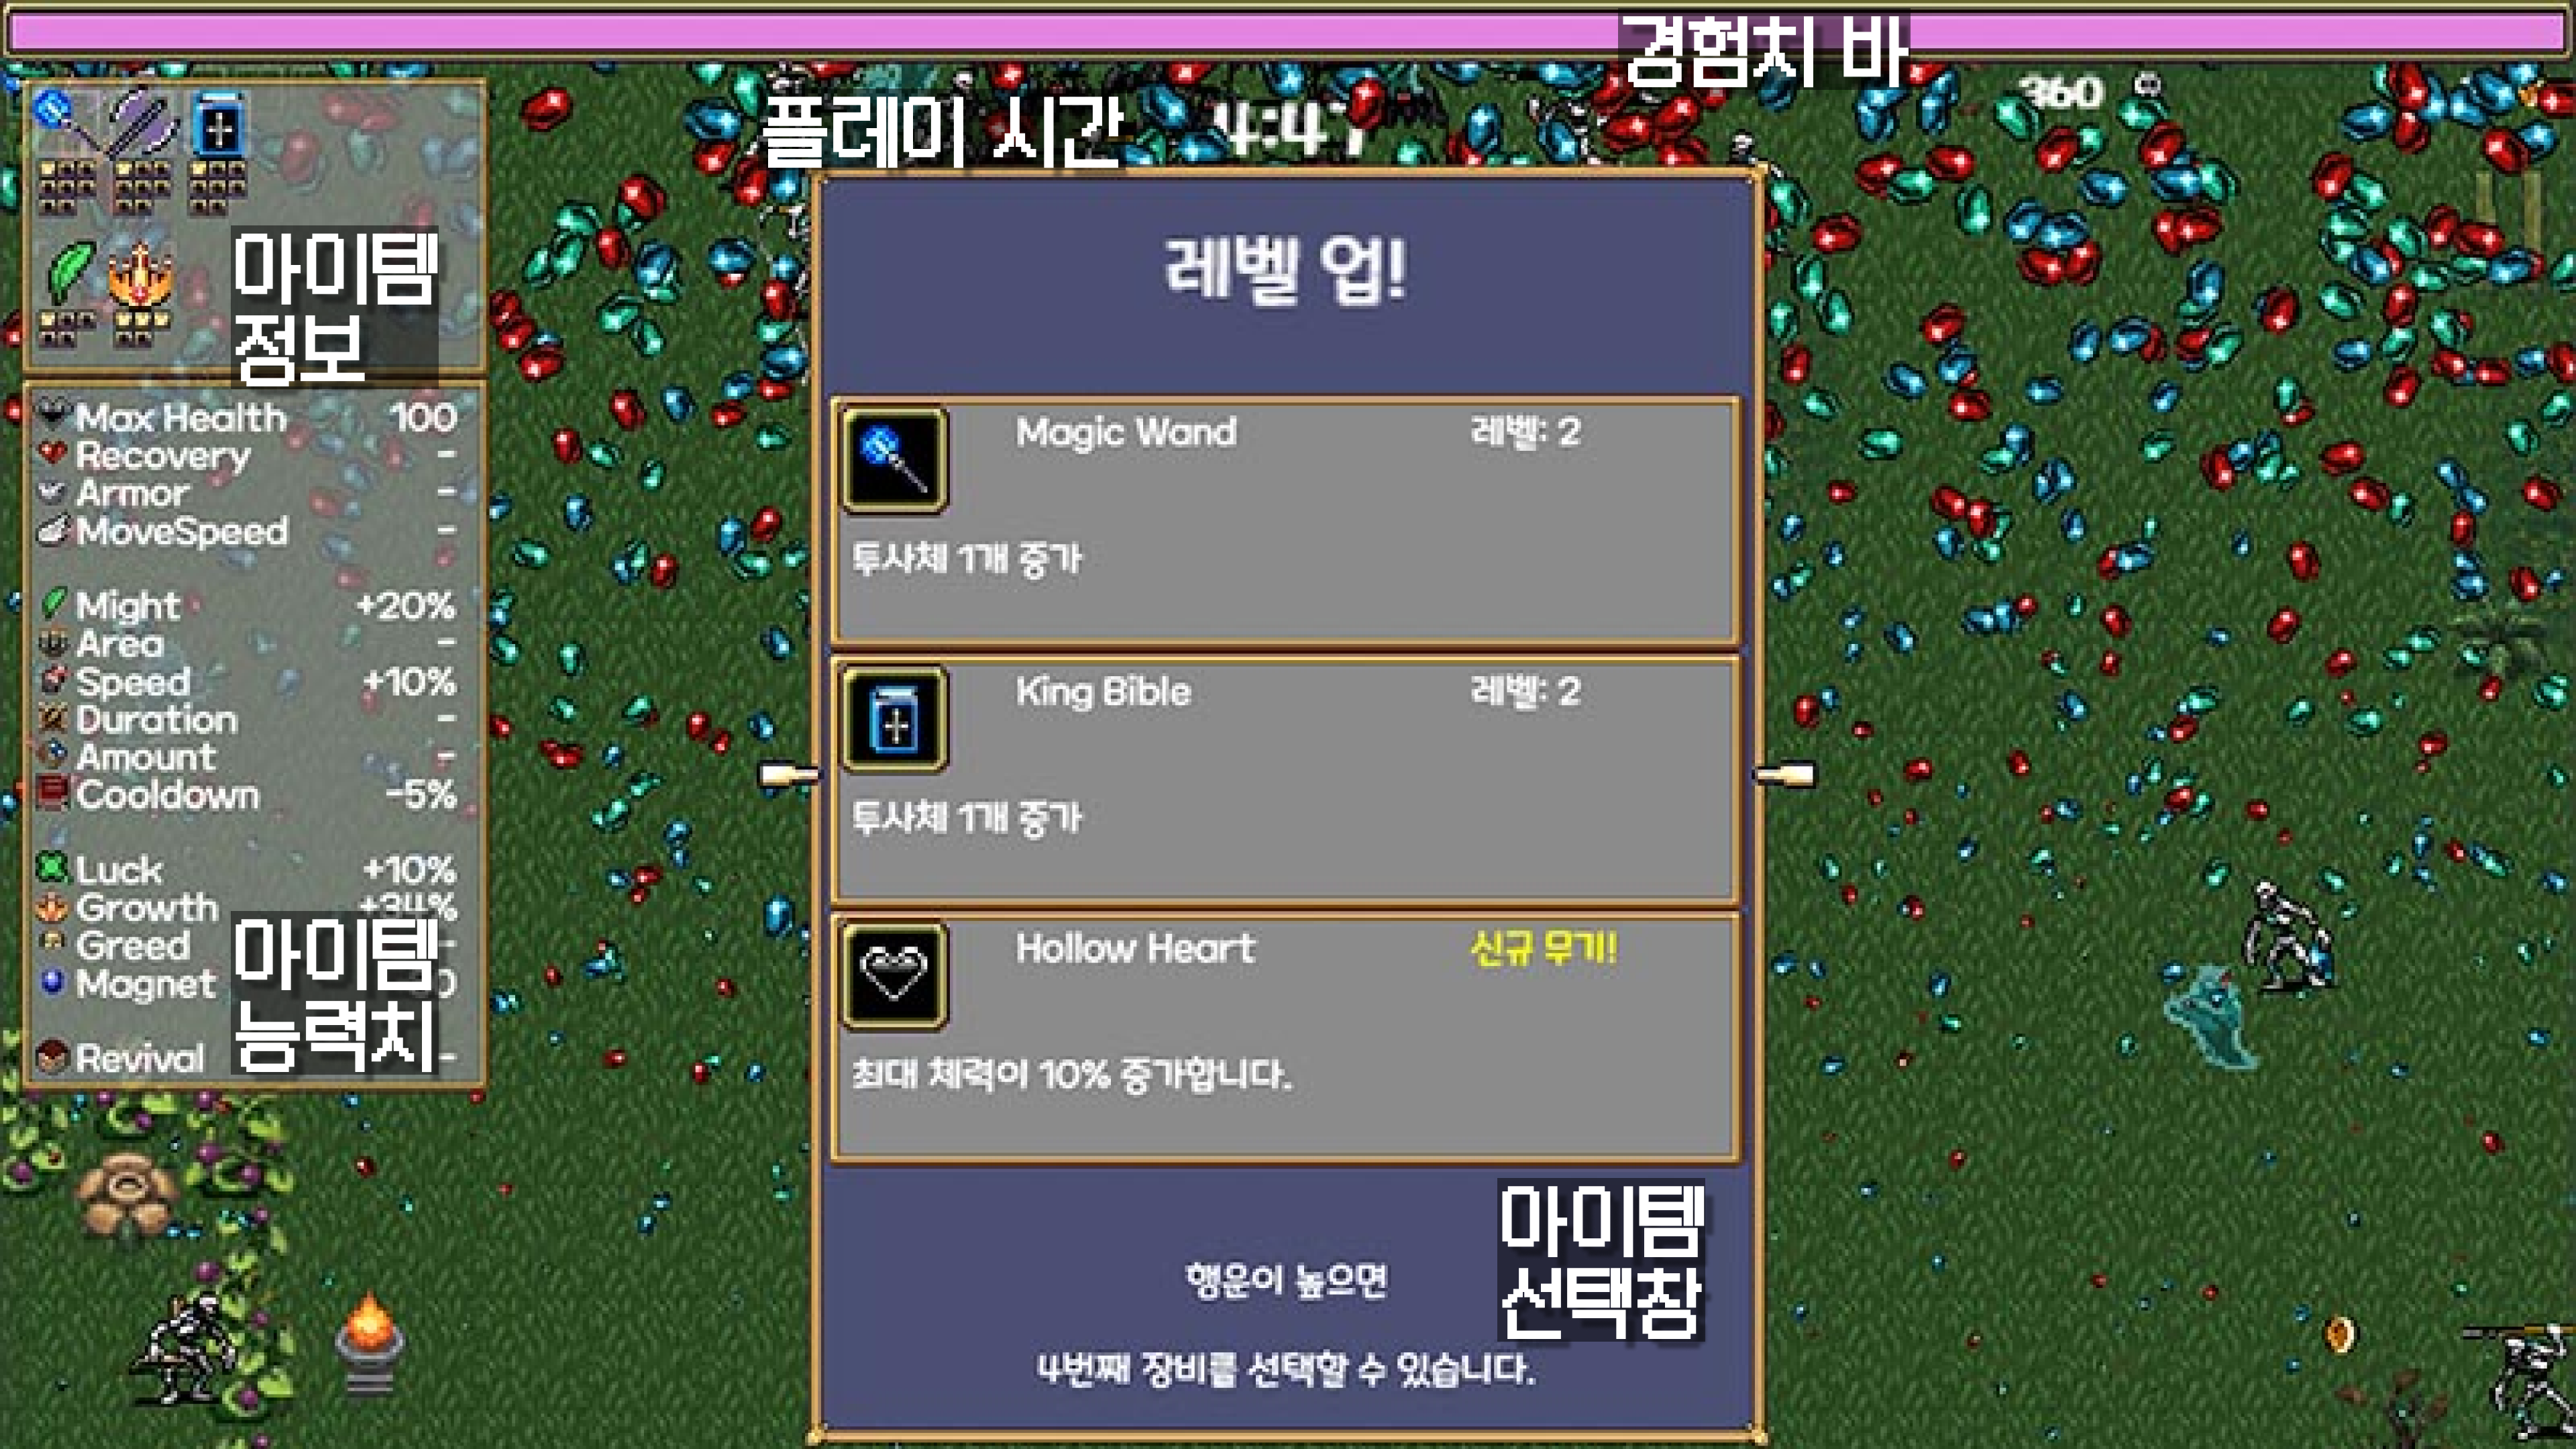 경험치 바
360
플레이 시간
4:47
아이템
정보
Max Health 100
Recovery -
Armor -
MoveSpeed -
Might +20%
Area -
Speed +10%
Duration -
Amount -
Cooldown -5%
Luck +10%
Growth +34%
Greed -
Magnet
Revival -
아이템
능력치
레벨 업!
Magic Wand 레벨: 2
투사체 1개 증가
King Bible 레벨: 2
투사체 1개 증가
Hollow Heart 신규 무기!
최대 체력이 10% 증가합니다.
아이템
선택창
행운이 높으면
4번째 장비를 선택할 수 있습니다.